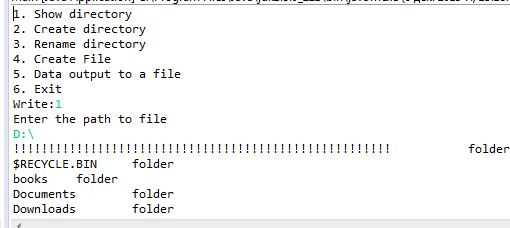 1. Show directory
2. Create directory
3. Rename directory
4. Create File
5. Data output to a file
6. Exit
Write:1
Enter the path to file
D:\
!!!!!!!!!!!!!!!!!!!!!!!!!!!!!!!!!!!!!!!!!!!!!!!!!!!!!! folder
$RECYCLE.BIN folder
books folder
Documents folder
Downloads folder